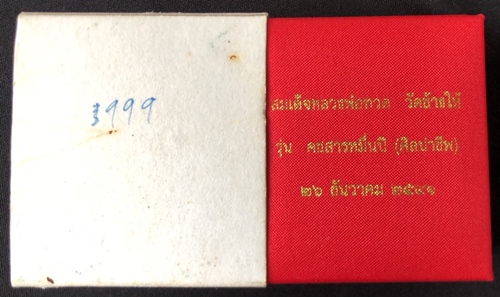 ว 999
สมเด็จหลวงพ่อทวด วัดช้างให้
รุ่น คชสารหมื่นปี (ศิลปาชีพ)
๒๖ ธันวาคม ๒๕๔๑